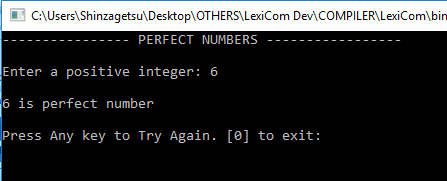 C:\Users\Shinzagetsu\Desktop\OTHERS\LexiCom Dev\COMPILER\LexiCom\bin
--------------- PERFECT NUMBERS ----------------
Enter a positive integer: 6
6 is perfect number
Press Any key to Try Again. [0] to exit: